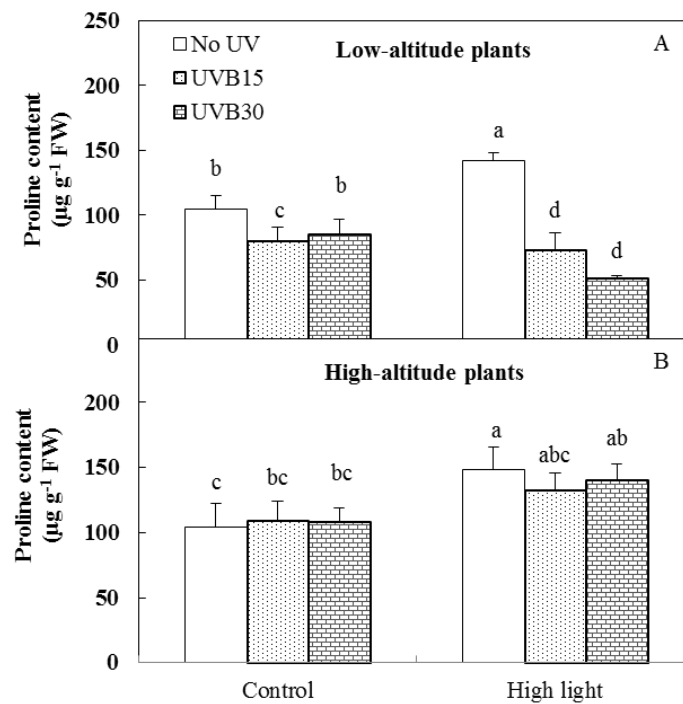 250
200
150
100
50
0
Proline content
(µg g-1 FW)
No UV
UVB15
UVB30
Low-altitude plants
A
b
c
b
a
d
d
200
150
100
50
0
Proline content
(µg g-1 FW)
High-altitude plants
B
c
bc
bc
a
abc
ab
Control
High light